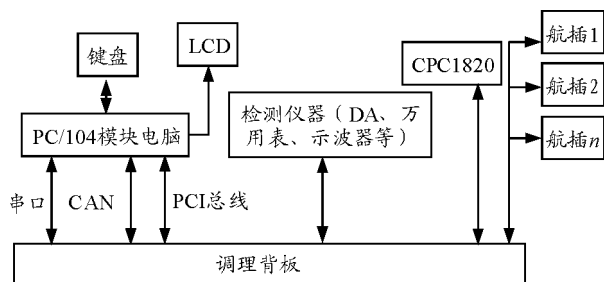 键盘
LCD
CPC1820
航插1
航插2
航插n
PC/104模块电脑
检测仪器（DA、万
用表、示波器等）
串口
CAN
PCI总线
调理背板